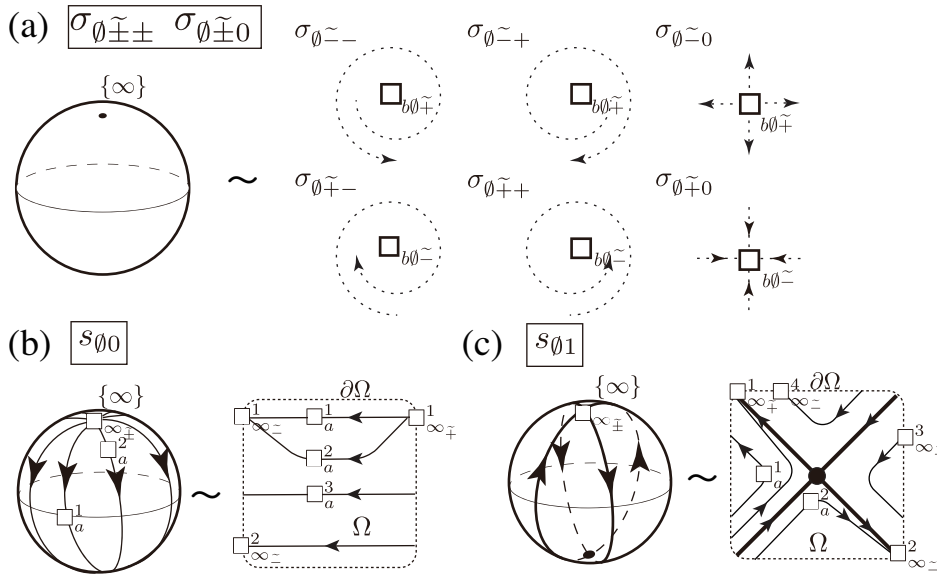 (a) σ∅∓̃± σ∅∓̃0
{∞}
~
σ∅−̃− σ∅−̃+ σ∅−̃0
b∅∓̃ b∅∓̃ b∅∓̃
σ∅∓̃− σ∅∓̃+ σ∅∓̃0
b∅−̃ b∅−̃ b∅−̃
(b) s∅0
{∞}
∞∓̃
2 a
1 a
~
∂Ω
1 ∞−̃
1 a
1 ∞∓̃
2 a
3 a
2 ∞−̃
Ω
(c) s∅1
{∞}
~
∂Ω
1 ∞∓̃
4 ∞−̃
3
1 a
2 a
Ω
2 ∞−̃